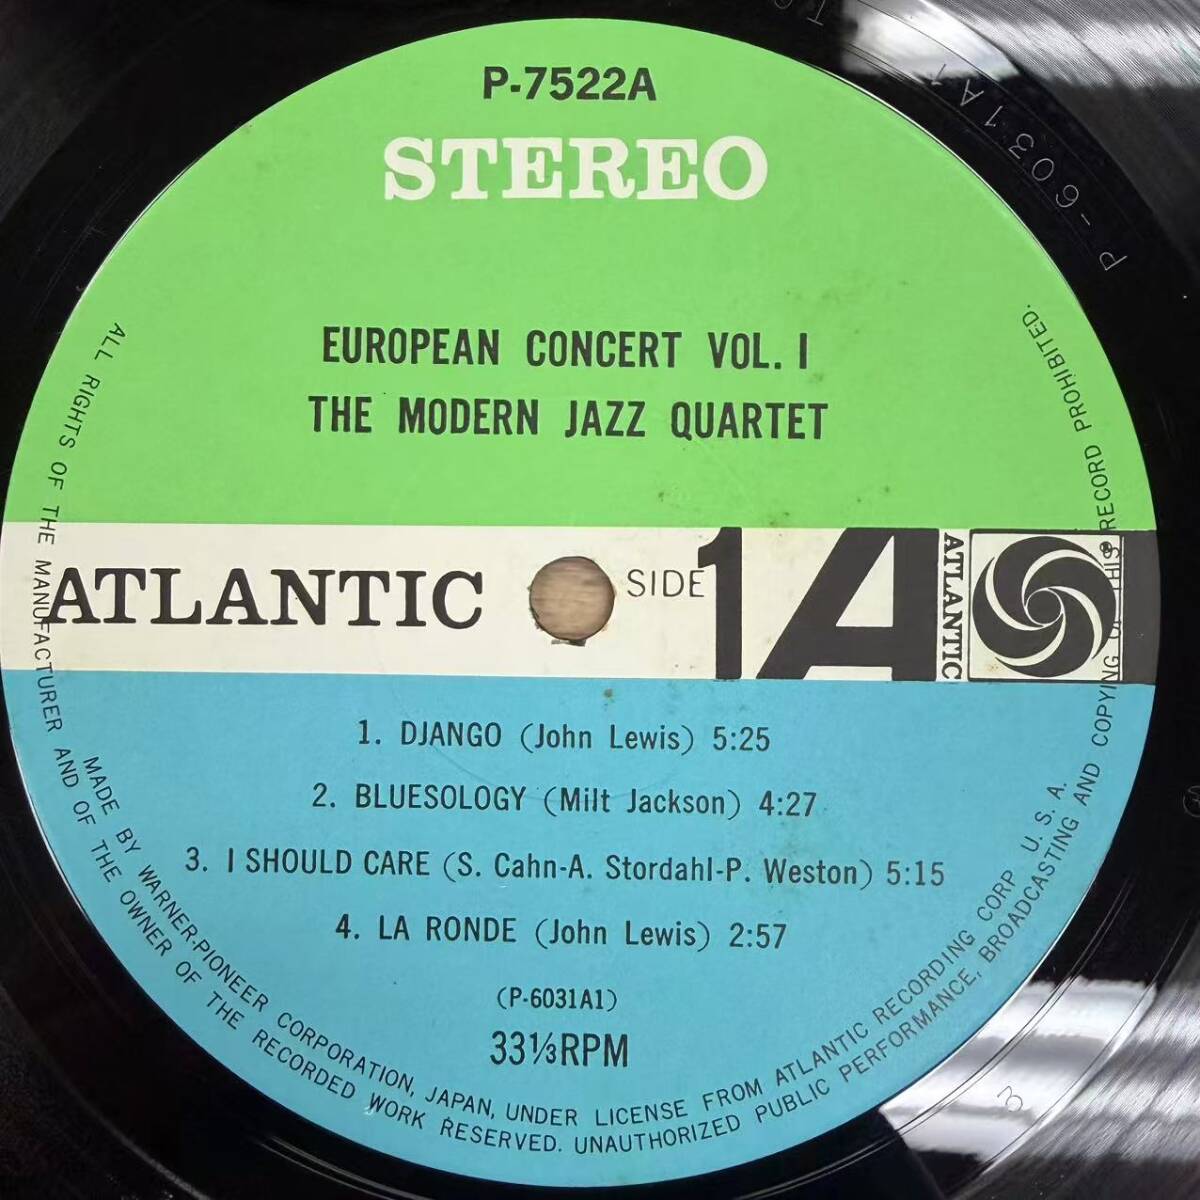 P-7522A
STEREO
EUROPEAN CONCERT VOL. I
THE MODERN JAZZ QUARTET
ATLANTIC
SIDE 1
A
ATLANTIC
1. DJANGO (John Lewis) 5:25
2. BLUESOLOGY (Milt Jackson) 4:27
3. I SHOULD CARE (S. Cahn-A. Stordahl-P. Weston) 5:15
4. LA RONDE (John Lewis) 2:57
(P-6031A1)
33⅓RPM
MADE BY WARNER-PIONEER CORPORATION, JAPAN, UNDER LICENSE FROM ATLANTIC RECORDING CORP U. S. A.
ALL RIGHTS OF THE MANUFACTURER AND OF THE OWNER OF THE RECORDED WORK RESERVED. UNAUTHORIZED PUBLIC PERFORMANCE, BROADCASTING AND COPYING OF THIS RECORD PROHIBITED.
P-6031A
3